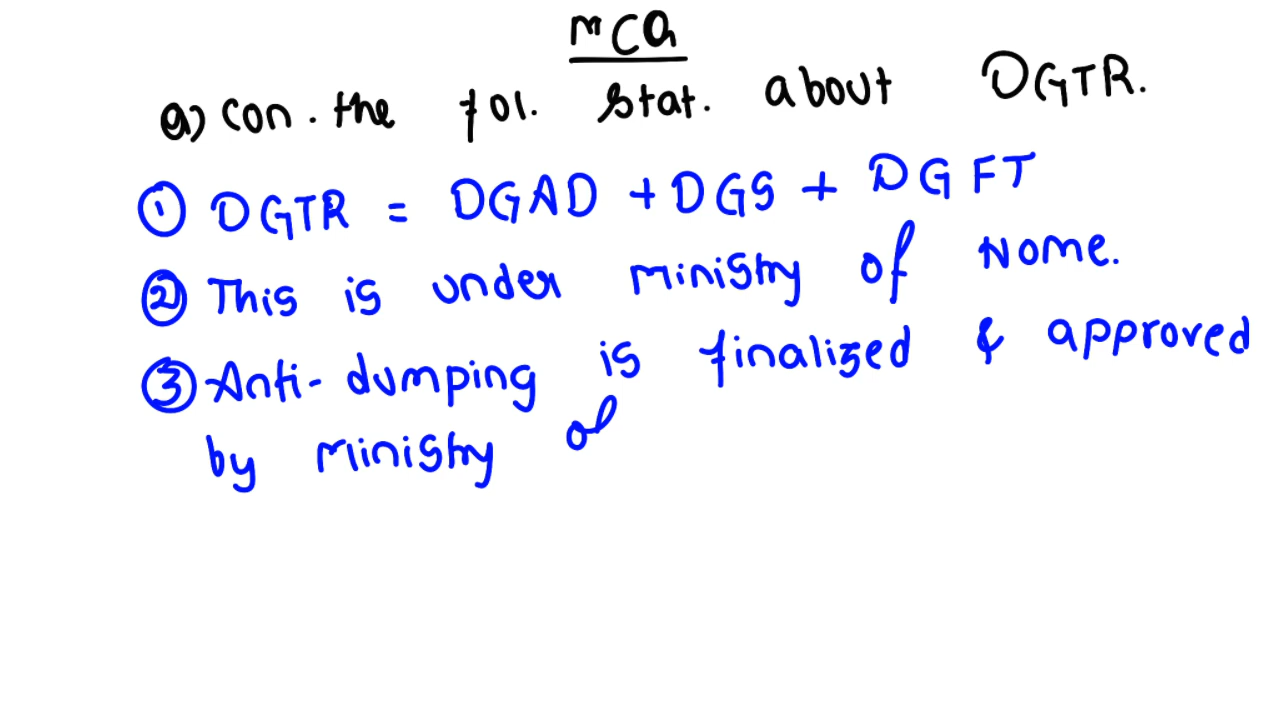 MCQ
Q) Con. the fol. stat. about DGTR.
① DGTR = DGAD + DGS + DGFT
② This is under ministry of Home.
③ Anti-dumping is finalized & approved
by ministry of